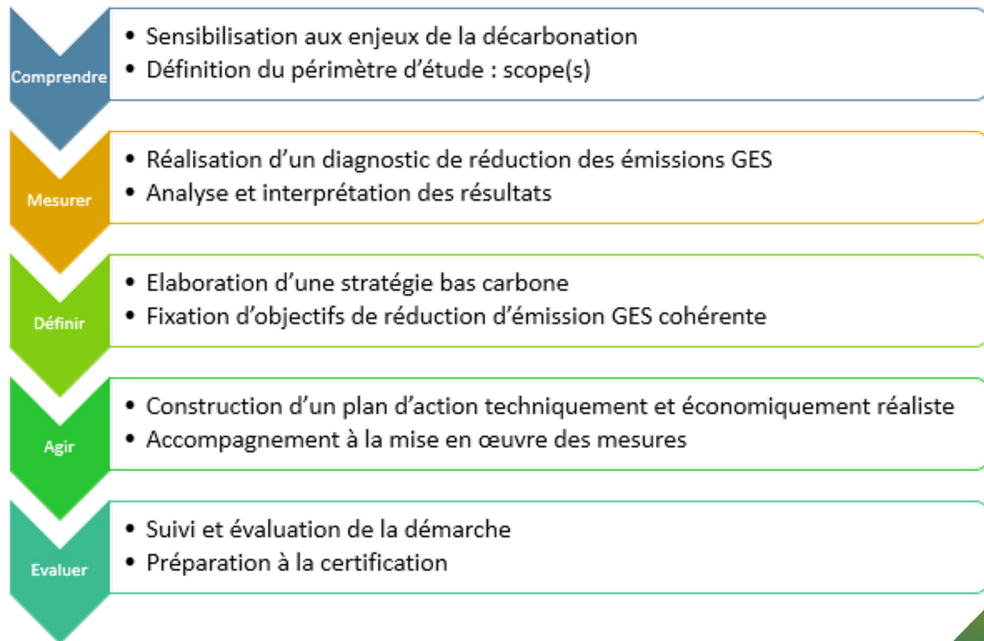 Comprendre
• Sensibilisation aux enjeux de la décarbonation
• Définition du périmètre d’étude : scope(s)
Mesurer
• Réalisation d’un diagnostic de réduction des émissions GES
• Analyse et interprétation des résultats
Définir
• Elaboration d’une stratégie bas carbone
• Fixation d’objectifs de réduction d’émission GES cohérente
Agir
• Construction d’un plan d’action techniquement et économiquement réaliste
• Accompagnement à la mise en œuvre des mesures
Evaluer
• Suivi et évaluation de la démarche
• Préparation à la certification